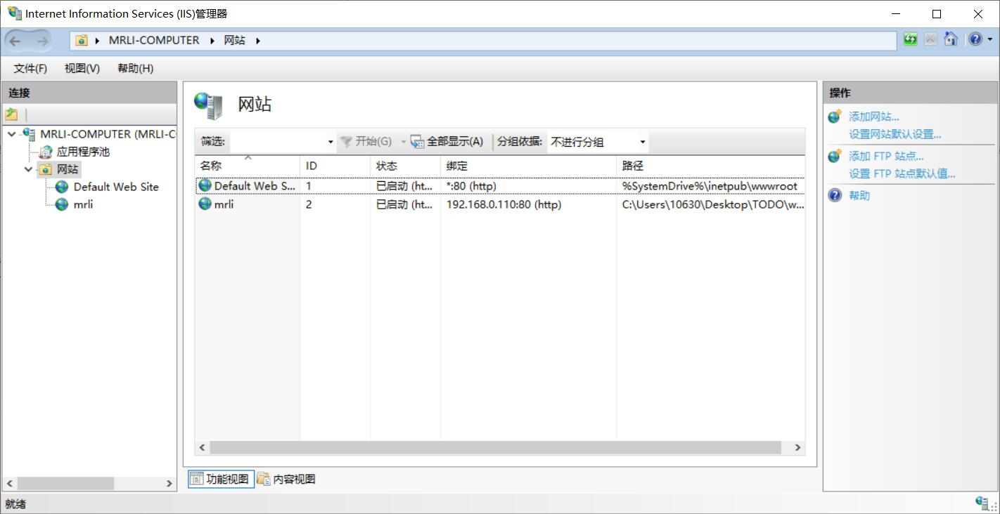 Internet Information Services (IIS)管理器
MRLI-COMPUTER 网站
文件(F) 视图(V) 帮助(H)
连接
MRLI-COMPUTER (MRLI-C
应用程序池
网站
Default Web Site
mrli
网站
筛选: 开始(G) 全部显示(A) 分组依据: 不进行分组
名称 ID 状态 绑定 路径
Default Web S... 1 已启动 (ht... *:80 (http) %SystemDrive%\inetpub\wwwroot
mrli 2 已启动 (ht... 192.168.0.110:80 (http) C:\Users\10630\Desktop\TODO\w...
功能视图 内容视图
操作
添加网站...
设置网站默认设置...
添加 FTP 站点...
设置 FTP 站点默认值...
帮助
就绪